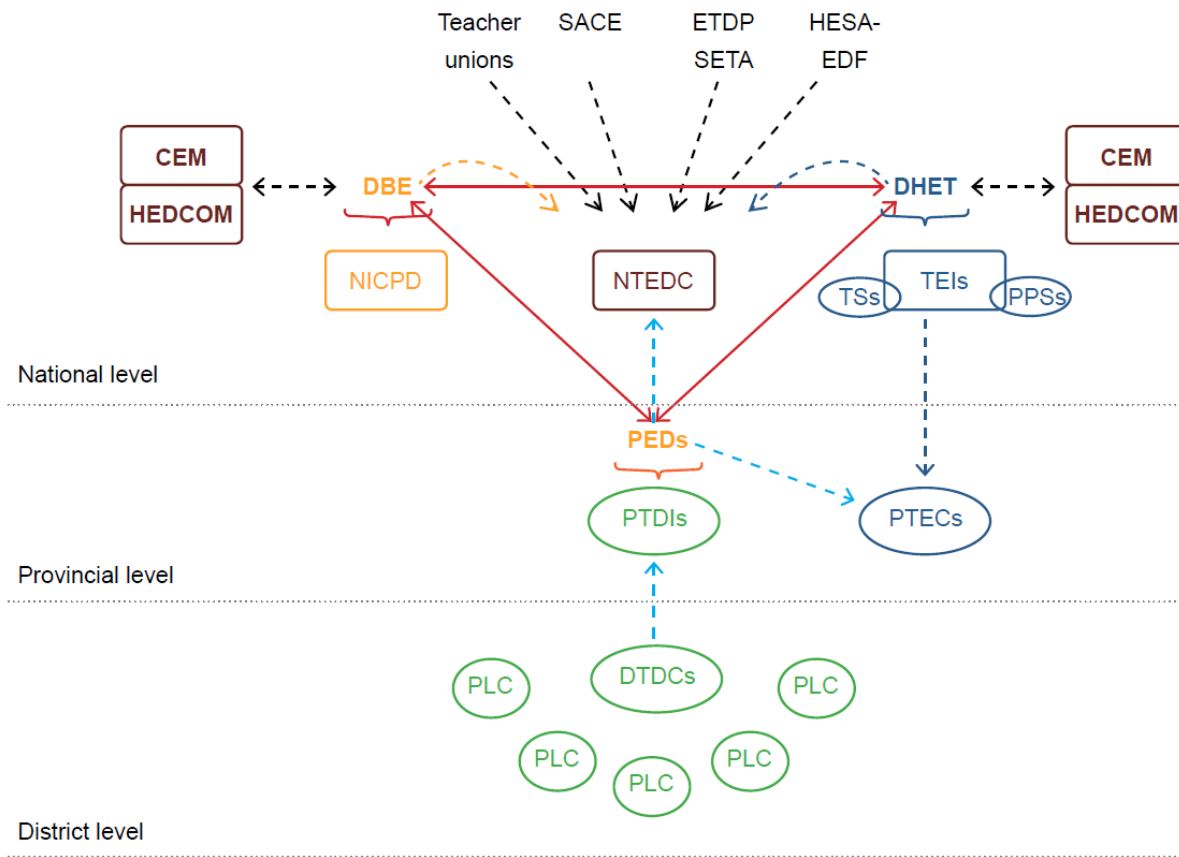 Teacher
unions
SACE
ETDP
SETA
HESA-
EDF
CEM
HEDCOM
DBE
DHET
CEM
HEDCOM
NICPD
NTEDC
TSs
TEIs
PPSs
National level
PEDs
PTDIs
PTECs
Provincial level
DTDCs
PLC
PLC
PLC
PLC
PLC
District level